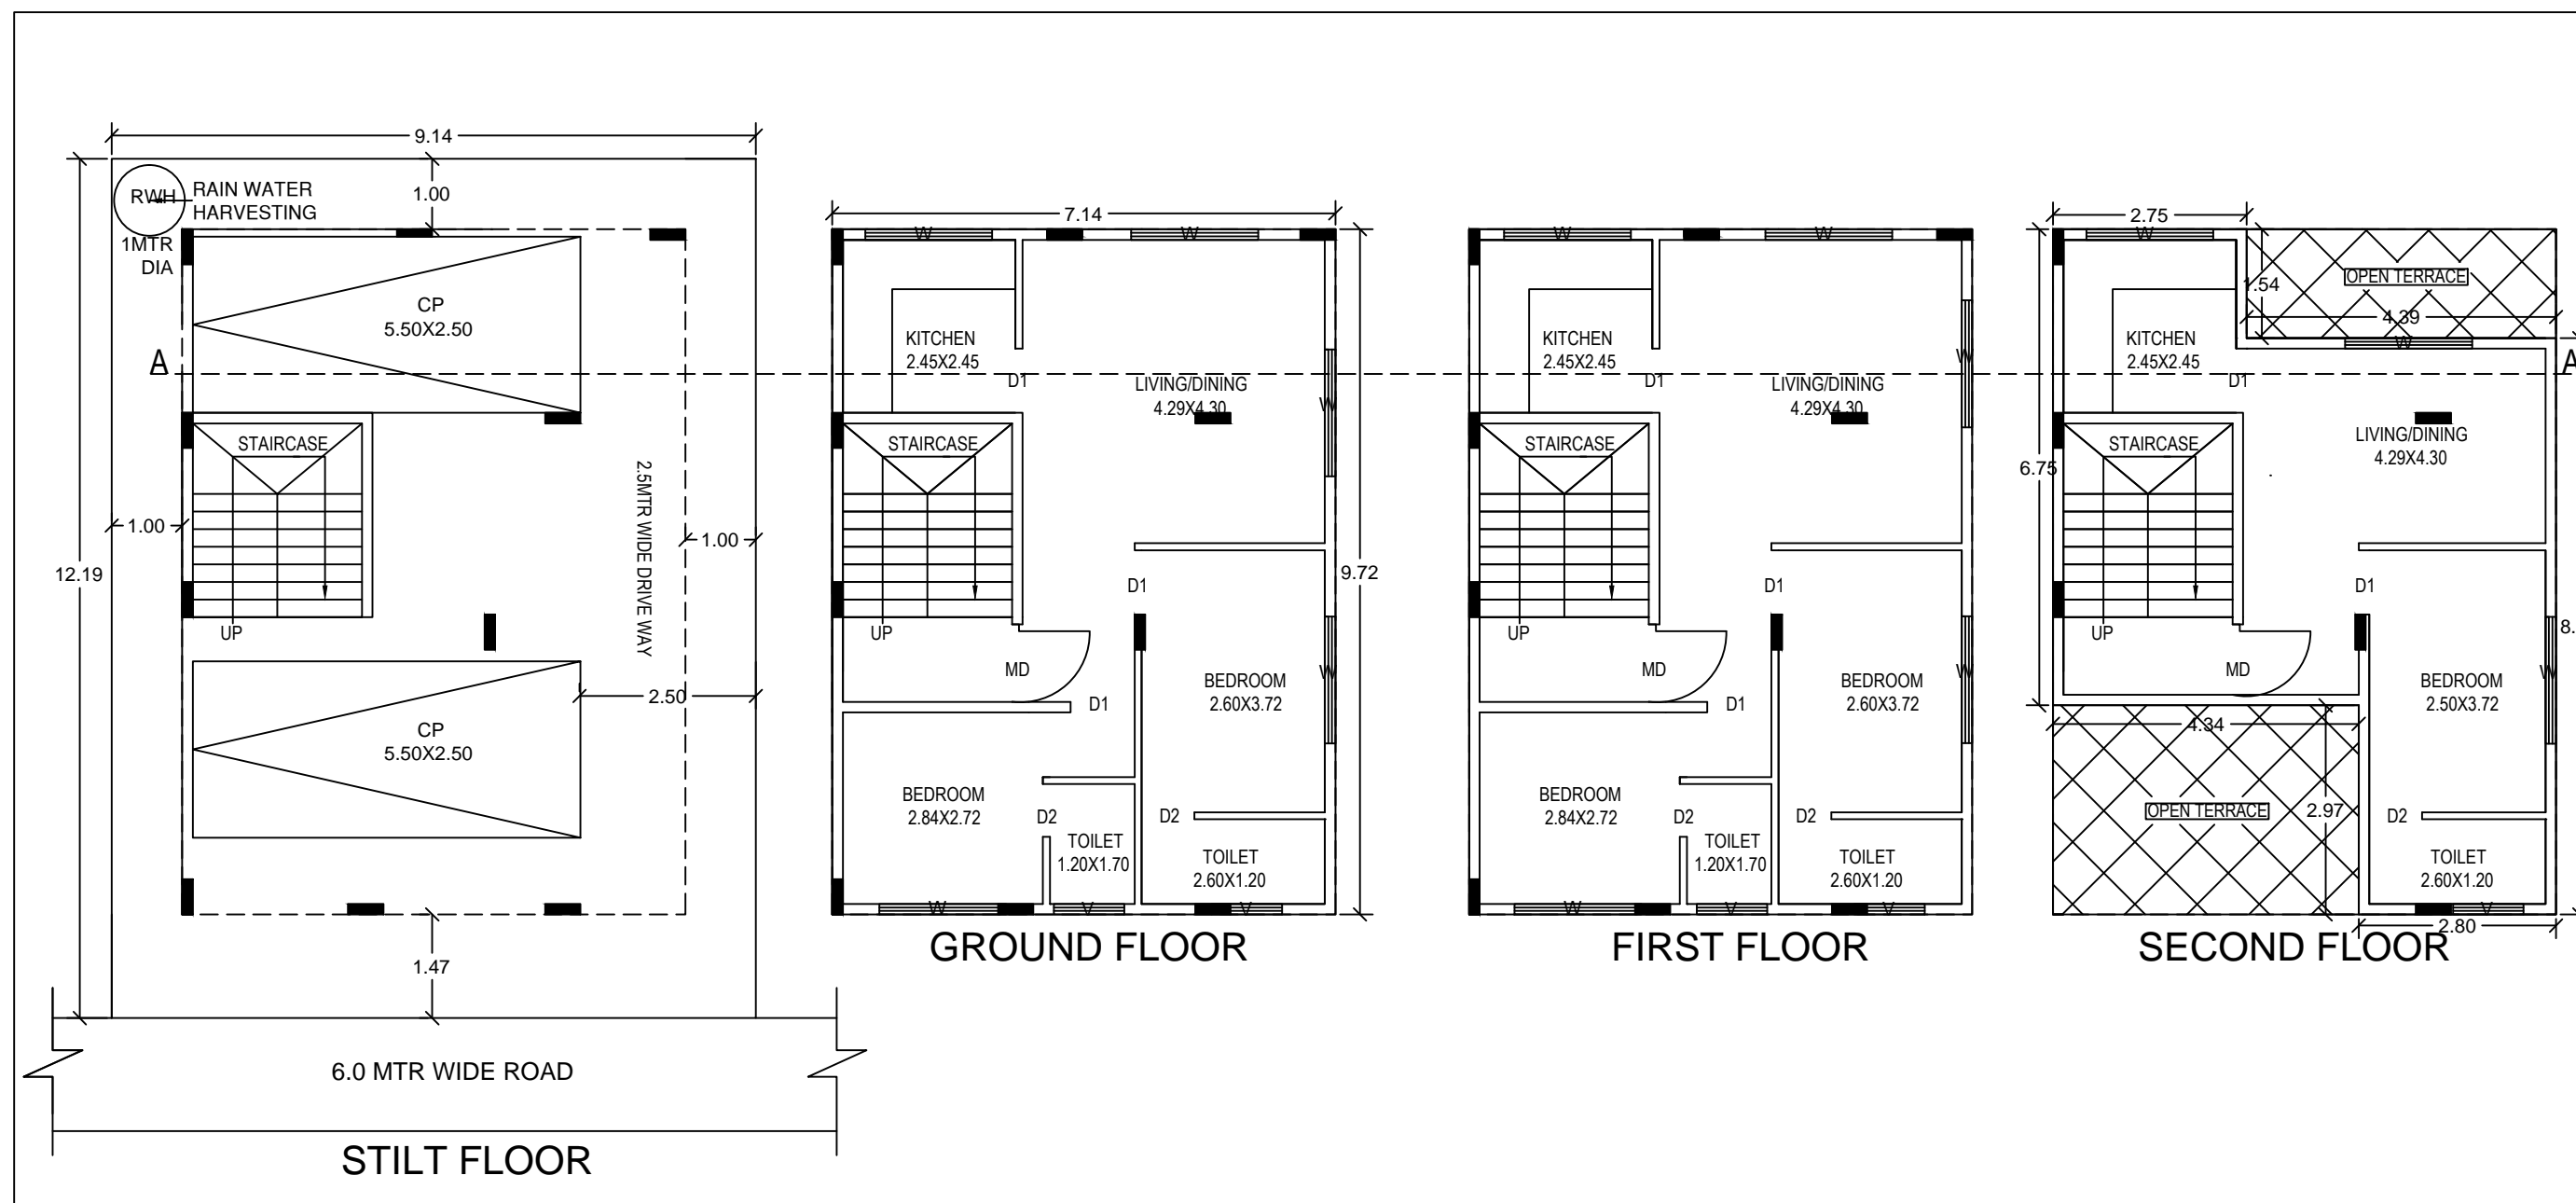 9.14
RWH
RAIN WATER
HARVESTING
1MTR
DIA
1.00
CP
5.50X2.50
A
STAIRCASE
UP
1.00
12.19
2.5MTR WIDE DRIVE WAY
1.00
2.50
CP
5.50X2.50
1.47
6.0 MTR WIDE ROAD
STILT FLOOR
7.14
W
W
KITCHEN
2.45X2.45
D1
LIVING/DINING
4.29X4.30
W
STAIRCASE
UP
9.72
D1
MD
D1
BEDROOM
2.60X3.72
W
BEDROOM
2.84X2.72
D2
TOILET
1.20X1.70
D2
TOILET
2.60X1.20
W
V
V
GROUND FLOOR
W
W
KITCHEN
2.45X2.45
D1
W
LIVING/DINING
4.29X4.30
STAIRCASE
UP
D1
MD
D1
BEDROOM
2.60X3.72
W
BEDROOM
2.84X2.72
D2
TOILET
1.20X1.70
D2
TOILET
2.60X1.20
W
V
V
FIRST FLOOR
2.75
W
OPEN TERRACE
1.54
4.39
W
KITCHEN
2.45X2.45
D1
A
LIVING/DINING
4.29X4.30
STAIRCASE
6.75
UP
D1
8.
MD
BEDROOM
2.50X3.72
W
4.34
OPEN TERRACE
2.97
D2
TOILET
2.60X1.20
V
2.80
SECOND FLOOR